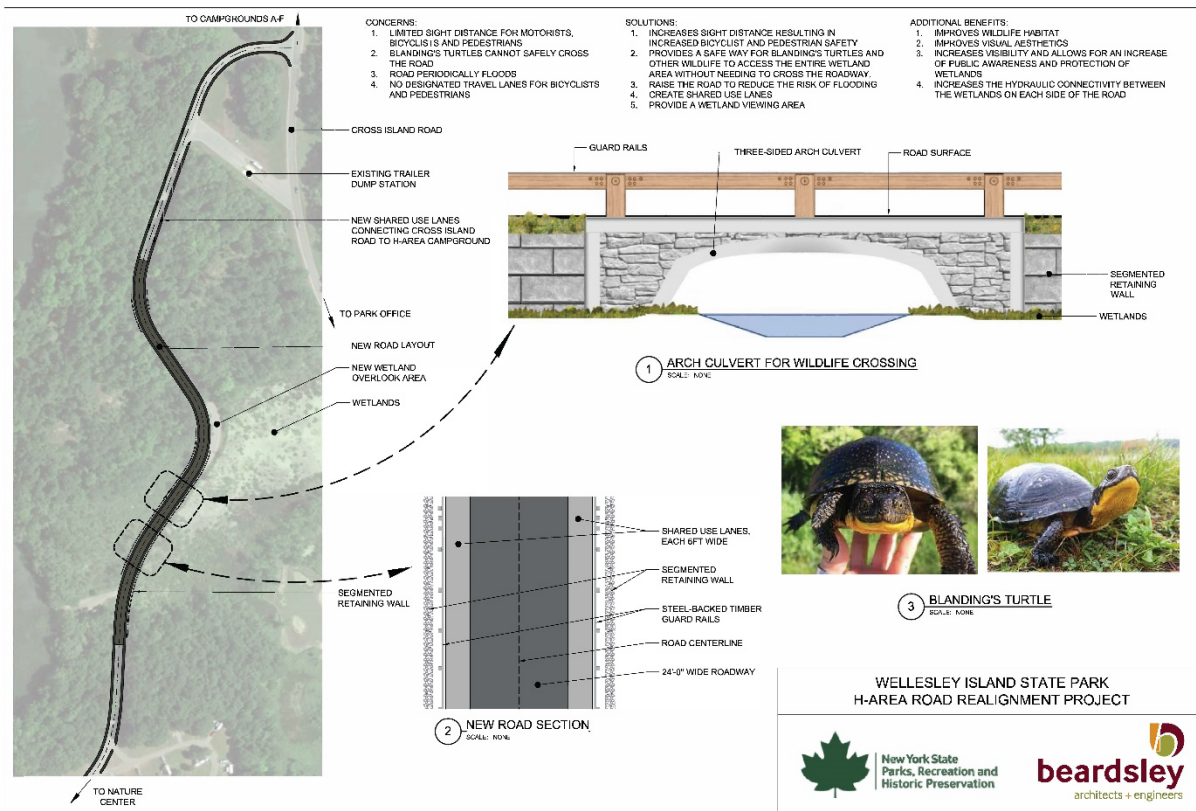 TO CAMPGROUNDS A-F
CONCERNS:
1. LIMITED SIGHT DISTANCE FOR MOTORISTS,
BICYCLISTS AND PEDESTRIANS
2. BLANDING'S TURTLES CANNOT SAFELY CROSS
THE ROAD
3. ROAD PERIODICALLY FLOODS
4. NO DESIGNATED TRAVEL LANES FOR BICYCLISTS
AND PEDESTRIANS
SOLUTIONS:
1. INCREASES SIGHT DISTANCE RESULTING IN
INCREASED BICYCLIST AND PEDESTRIAN SAFETY
2. PROVIDES A SAFE WAY FOR BLANDING'S TURTLES AND
OTHER WILDLIFE TO ACCESS THE ENTIRE WETLAND
AREA WITHOUT NEEDING TO CROSS THE ROADWAY.
3. RAISE THE ROAD TO REDUCE THE RISK OF FLOODING
4. CREATE SHARED USE LANES
5. PROVIDE A WETLAND VIEWING AREA
ADDITIONAL BENEFITS:
1. IMPROVES WILDLIFE HABITAT
2. IMPROVES VISUAL AESTHETICS
3. INCREASES VISIBILITY AND ALLOWS FOR AN INCREASE
OF PUBLIC AWARENESS AND PROTECTION OF
WETLANDS
4. INCREASES THE HYDRAULIC CONNECTIVITY BETWEEN
THE WETLANDS ON EACH SIDE OF THE ROAD
CROSS ISLAND ROAD
EXISTING TRAILER
DUMP STATION
NEW SHARED USE LANES
CONNECTING CROSS ISLAND
ROAD TO H-AREA CAMPGROUND
TO PARK OFFICE
NEW ROAD LAYOUT
NEW WETLAND
OVERLOOK AREA
WETLANDS
SEGMENTED
RETAINING WALL
TO NATURE
CENTER
GUARD RAILS
THREE-SIDED ARCH CULVERT
ROAD SURFACE
SEGMENTED
RETAINING
WALL
WETLANDS
1 ARCH CULVERT FOR WILDLIFE CROSSING
SCALE: NONE
SHARED USE LANES,
EACH 6FT WIDE
SEGMENTED
RETAINING WALL
STEEL-BACKED TIMBER
GUARD RAILS
ROAD CENTERLINE
24'-0" WIDE ROADWAY
2 NEW ROAD SECTION
SCALE: NONE
3 BLANDING'S TURTLE
SCALE: NONE
WELLESLEY ISLAND STATE PARK
H-AREA ROAD REALIGNMENT PROJECT
New York State
Parks, Recreation and
Historic Preservation
beardsley
architects + engineers